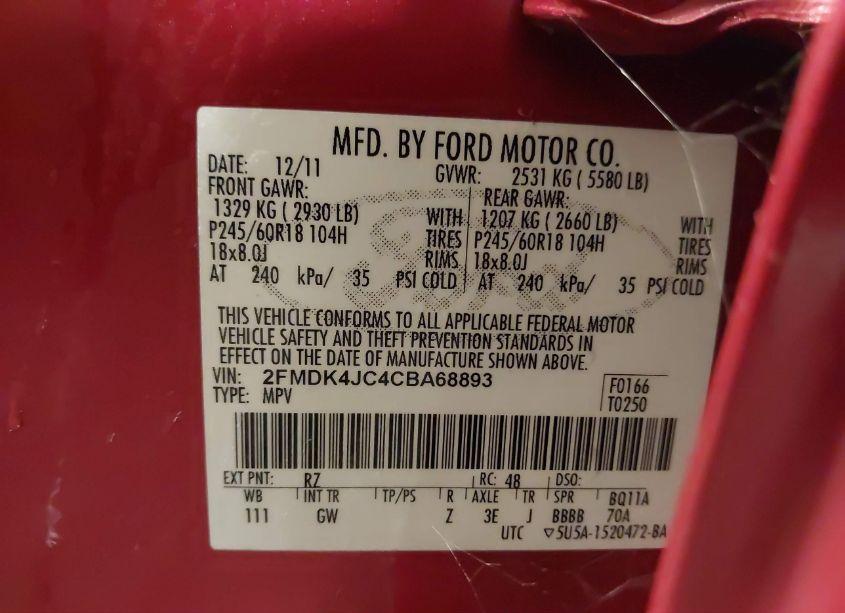 MFD. BY FORD MOTOR CO.
DATE: 12/11 GVWR: 2531 KG ( 5580 LB)
FRONT GAWR: REAR GAWR:
1329 KG ( 2930 LB) WITH 1207 KG ( 2660 LB) WITH
P245/60R18 104H TIRES P245/60R18 104H TIRES
18x8.0J RIMS 18x8.0J RIMS
AT 240 kPa/ 35 PSI COLD AT 240 kPa/ 35 PSI COLD
Ford
THIS VEHICLE CONFORMS TO ALL APPLICABLE FEDERAL MOTOR
VEHICLE SAFETY AND THEFT PREVENTION STANDARDS IN
EFFECT ON THE DATE OF MANUFACTURE SHOWN ABOVE.
VIN: 2FMDK4JC4CBA68893
TYPE: MPV
F0166
T0250
EXT PNT: RZ RC: 48 DSO:
WB INT TR TP/PS R AXLE TR SPR BQ11A
111 GW Z 3E J BBBB 70A
UTC ▽5U5A-1520472-BA